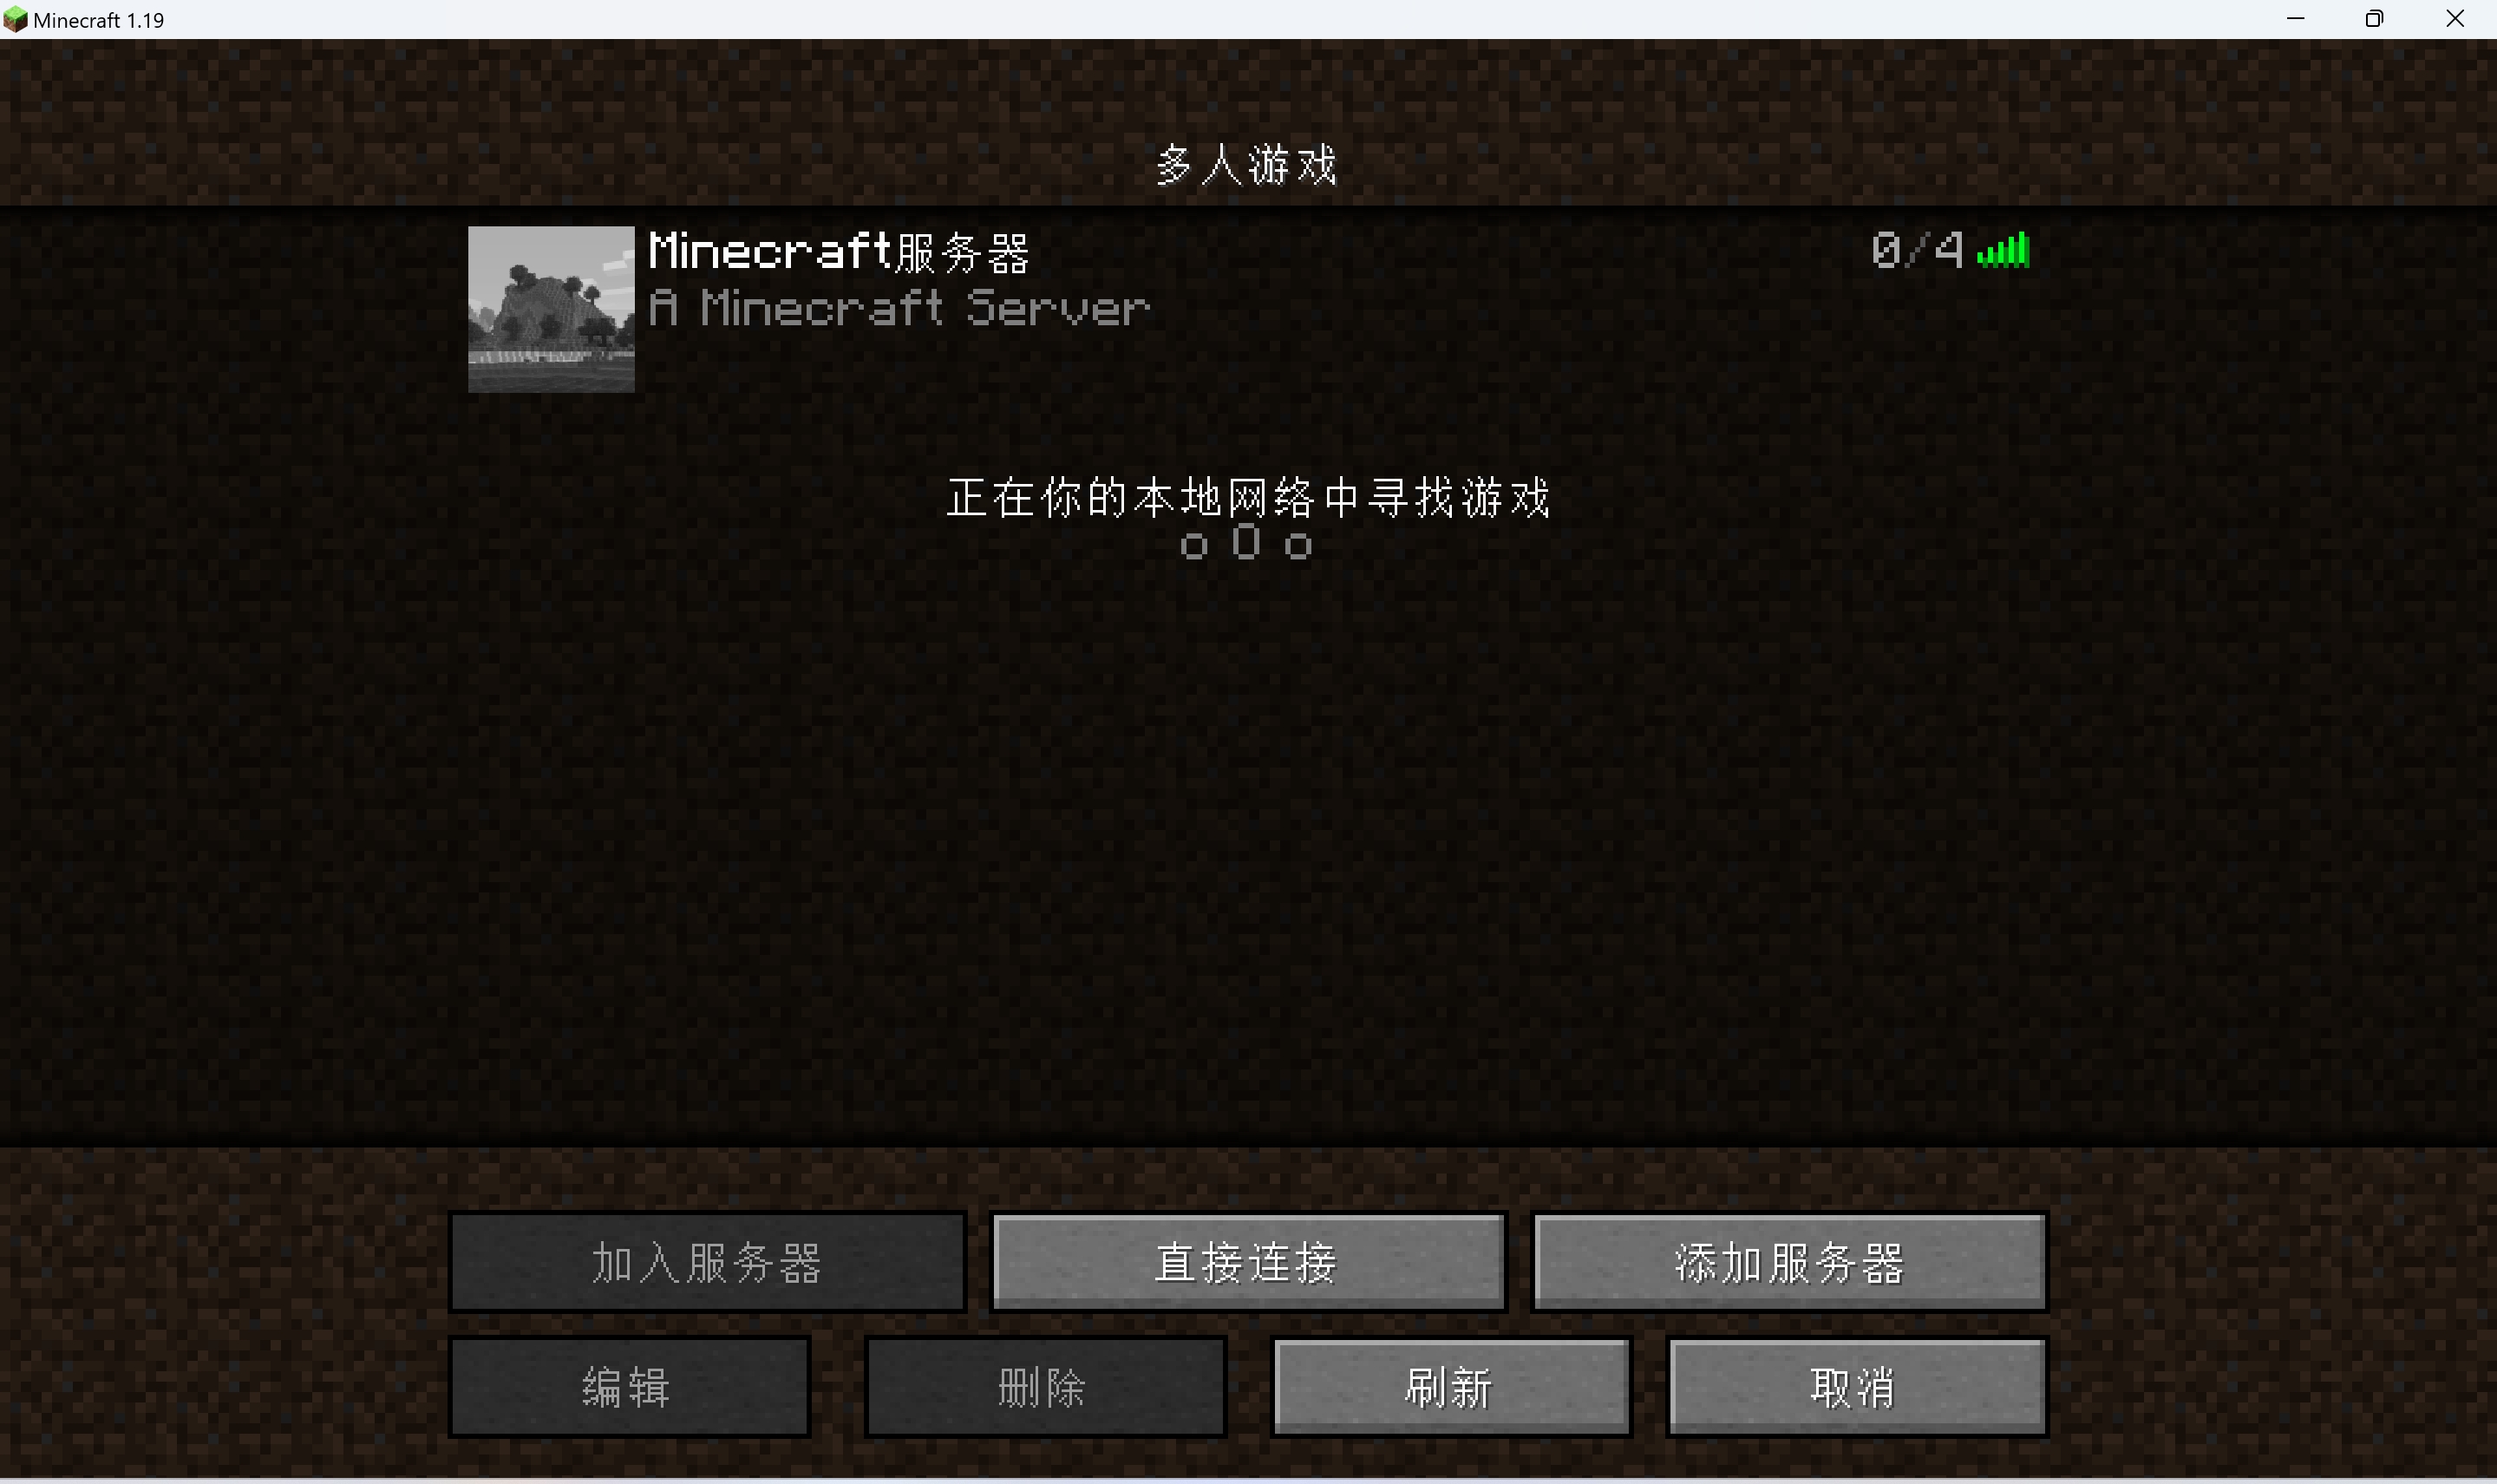 Minecraft 1.19
多人游戏
Minecraft服务器 0/4
A Minecraft Server
正在你的本地网络中寻找游戏
o O o
加入服务器 直接连接 添加服务器
编辑 删除 刷新 取消